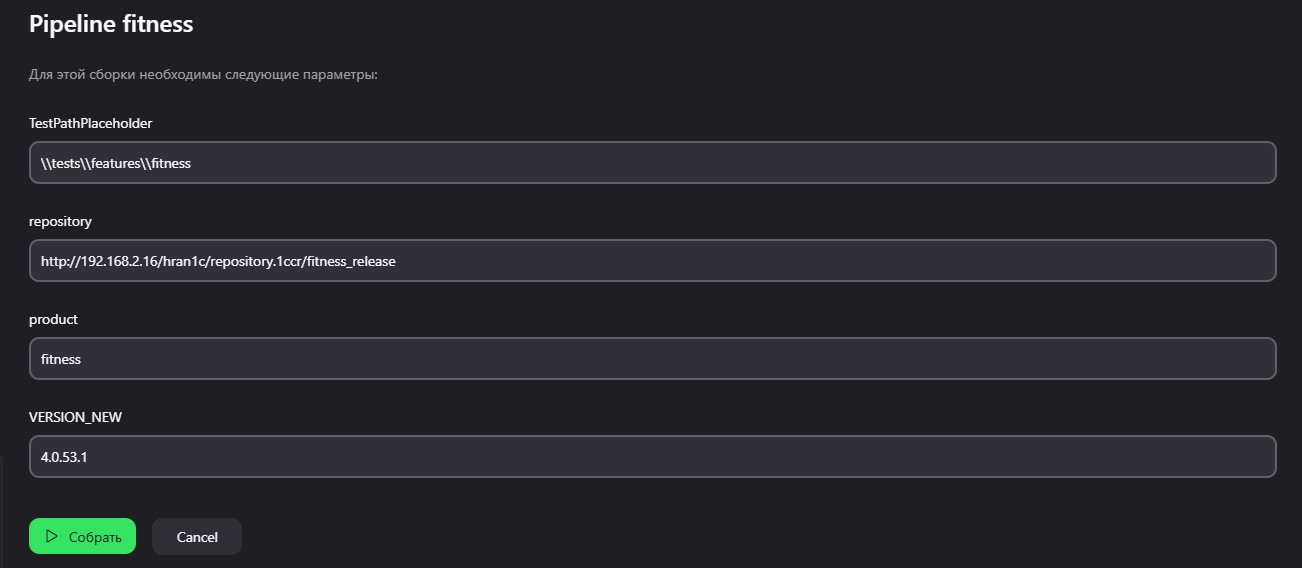 Pipeline fitness
Для этой сборки необходимы следующие параметры:
TestPathPlaceholder
\\tests\\features\\fitness
repository
http://192.168.2.16/hran1c/repository.1ccr/fitness_release
product
fitness
VERSION_NEW
4.0.53.1
Собрать
Cancel